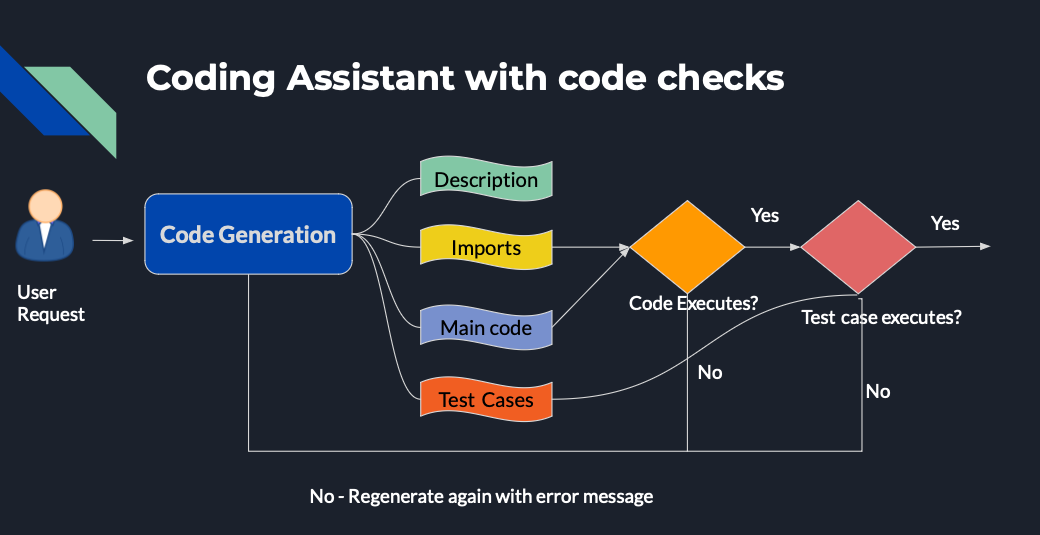 Coding Assistant with code checks
User
Request
Code Generation
Description
Imports
Main code
Test Cases
Code Executes?
Yes
No
Test case executes?
Yes
No
No - Regenerate again with error message